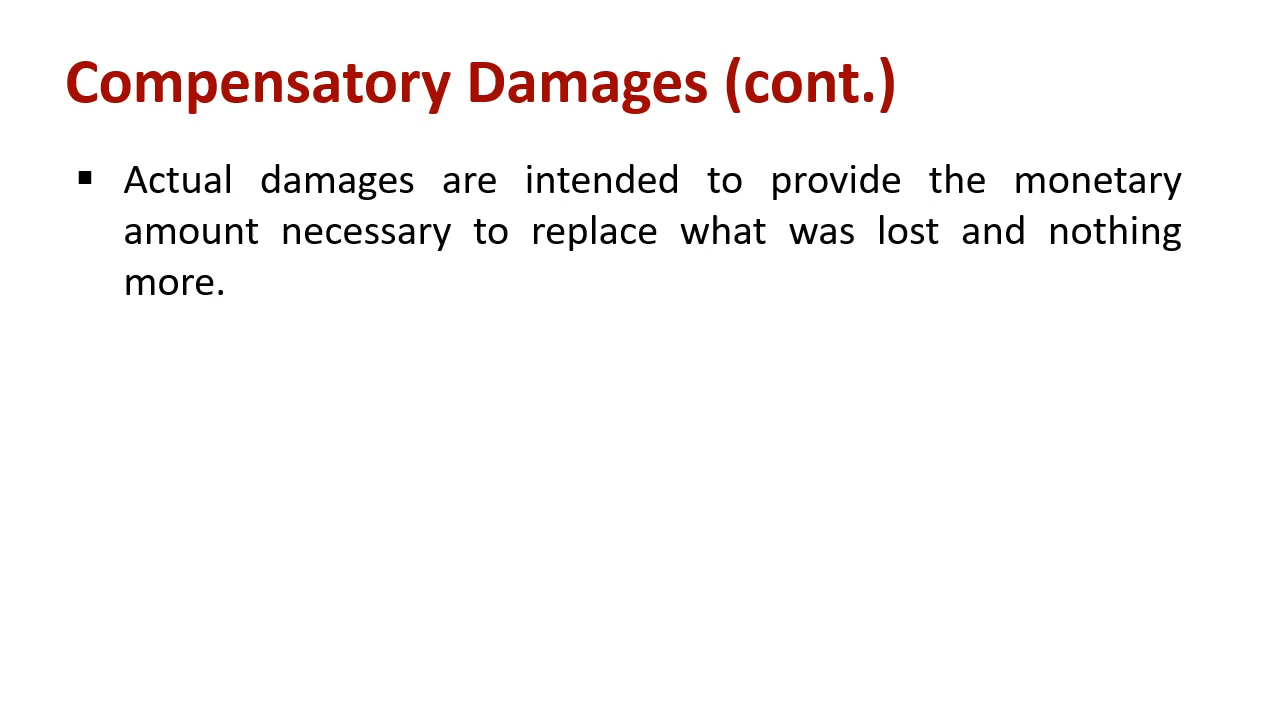 Compensatory Damages (cont.)
▪ Actual damages are intended to provide the monetary
amount necessary to replace what was lost and nothing
more.